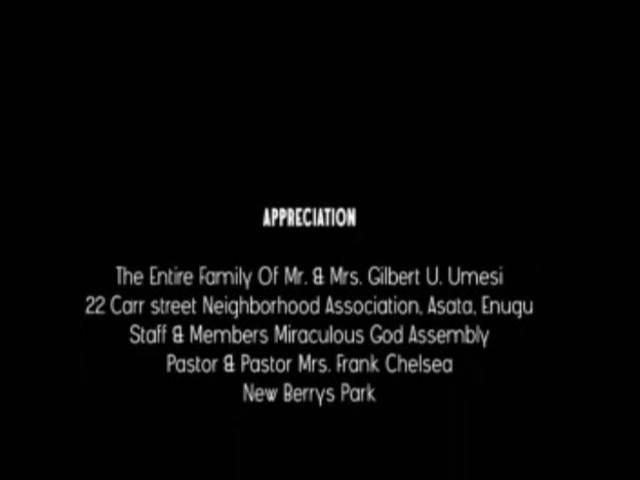 APPRECIATION
The Entire Family Of Mr. & Mrs. Gilbert U. Umesi
22 Carr street Neighborhood Association, Asata, Enugu
Staff & Members Miraculous God Assembly
Pastor & Pastor Mrs. Frank Chelsea
New Berrys Park